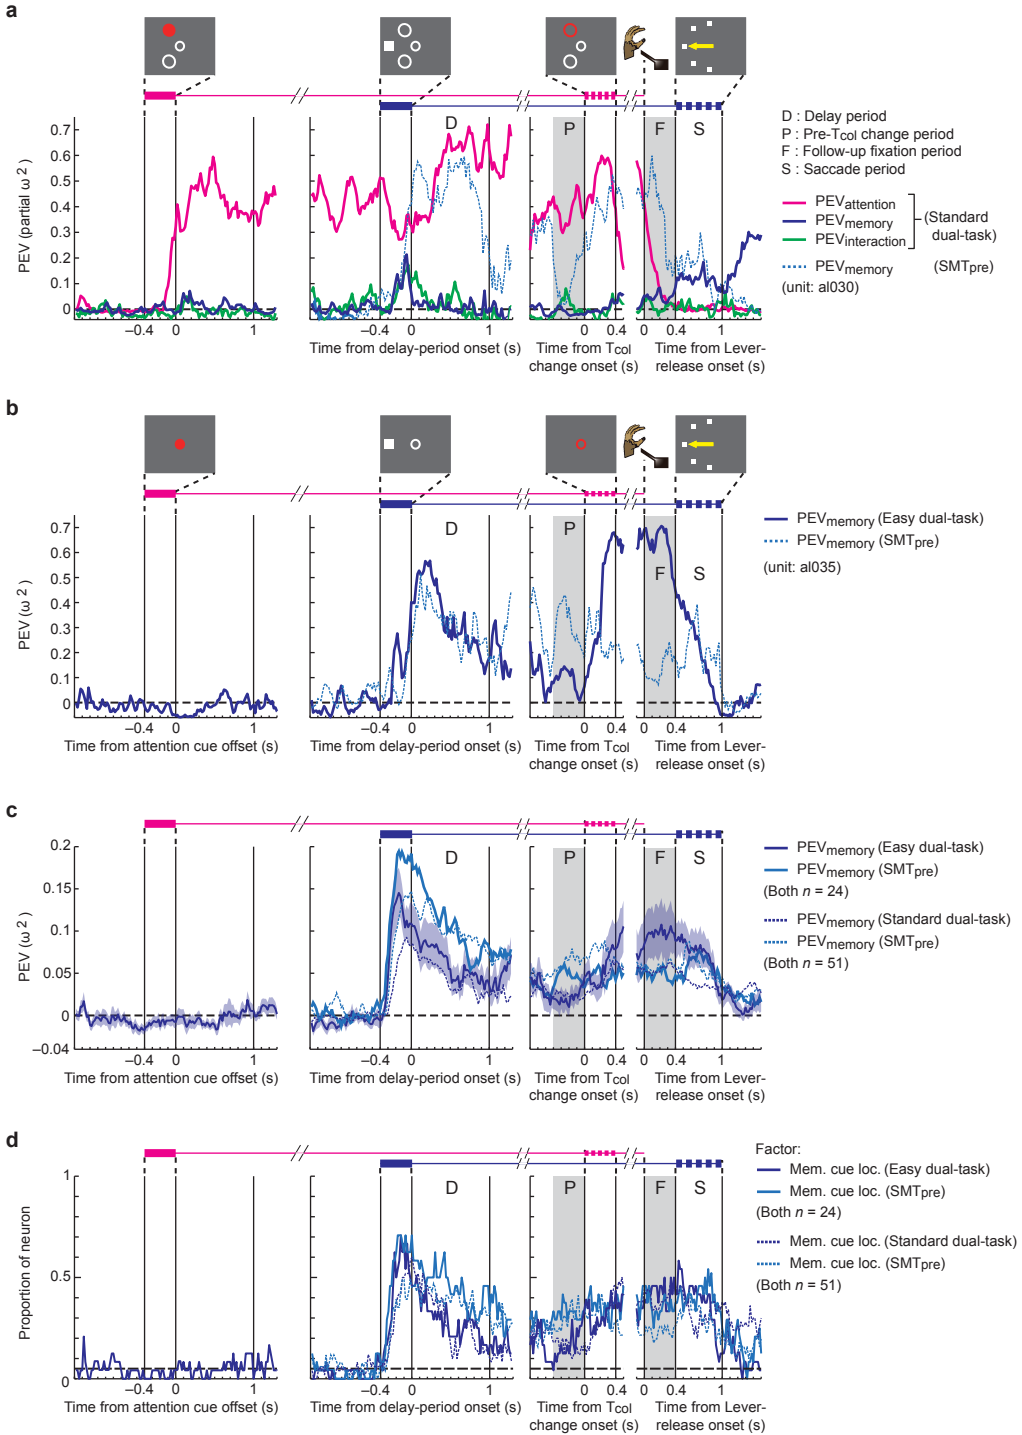 a
D
P
F
S
D : Delay period
P : Pre-Tcol change period
F : Follow-up fixation period
S : Saccade period
PEVattention
PEVmemory
PEVinteraction
(Standard dual-task)
PEVmemory (SMTpre)
(unit: al030)
PEV (partial ω2)
0.7
0.6
0.5
0.4
0.3
0.2
0.1
0
–0.4 0 1
–0.4 0 1
0 0.4
0 0.4 1
Time from delay-period onset (s)
Time from Tcol
change onset (s)
Time from Lever-
release onset (s)
b
D
P
F
S
PEVmemory (Easy dual-task)
PEVmemory (SMTpre)
(unit: al035)
PEV (ω2)
0.7
0.6
0.5
0.4
0.3
0.2
0.1
0
–0.4 0 1
–0.4 0 1
0 0.4
0 0.4 1
Time from attention cue offset (s)
Time from delay-period onset (s)
Time from Tcol
change onset (s)
Time from Lever-
release onset (s)
c
D
P
F
S
PEVmemory (Easy dual-task)
PEVmemory (SMTpre)
(Both n = 24)
PEVmemory (Standard dual-task)
PEVmemory (SMTpre)
(Both n = 51)
PEV (ω2)
0.2
0.15
0.1
0.05
0
–0.04
–0.4 0 1
–0.4 0 1
0 0.4
0 0.4 1
Time from attention cue offset (s)
Time from delay-period onset (s)
Time from Tcol
change onset (s)
Time from Lever-
release onset (s)
d
D
P
F
S
Factor:
Mem. cue loc. (Easy dual-task)
Mem. cue loc. (SMTpre)
(Both n = 24)
Mem. cue loc. (Standard dual-task)
Mem. cue loc. (SMTpre)
(Both n = 51)
Proportion of neuron
1
0.5
0
–0.4 0 1
–0.4 0 1
0 0.4
0 0.4 1
Time from attention cue offset (s)
Time from delay-period onset (s)
Time from Tcol
change onset (s)
Time from Lever-
release onset (s)